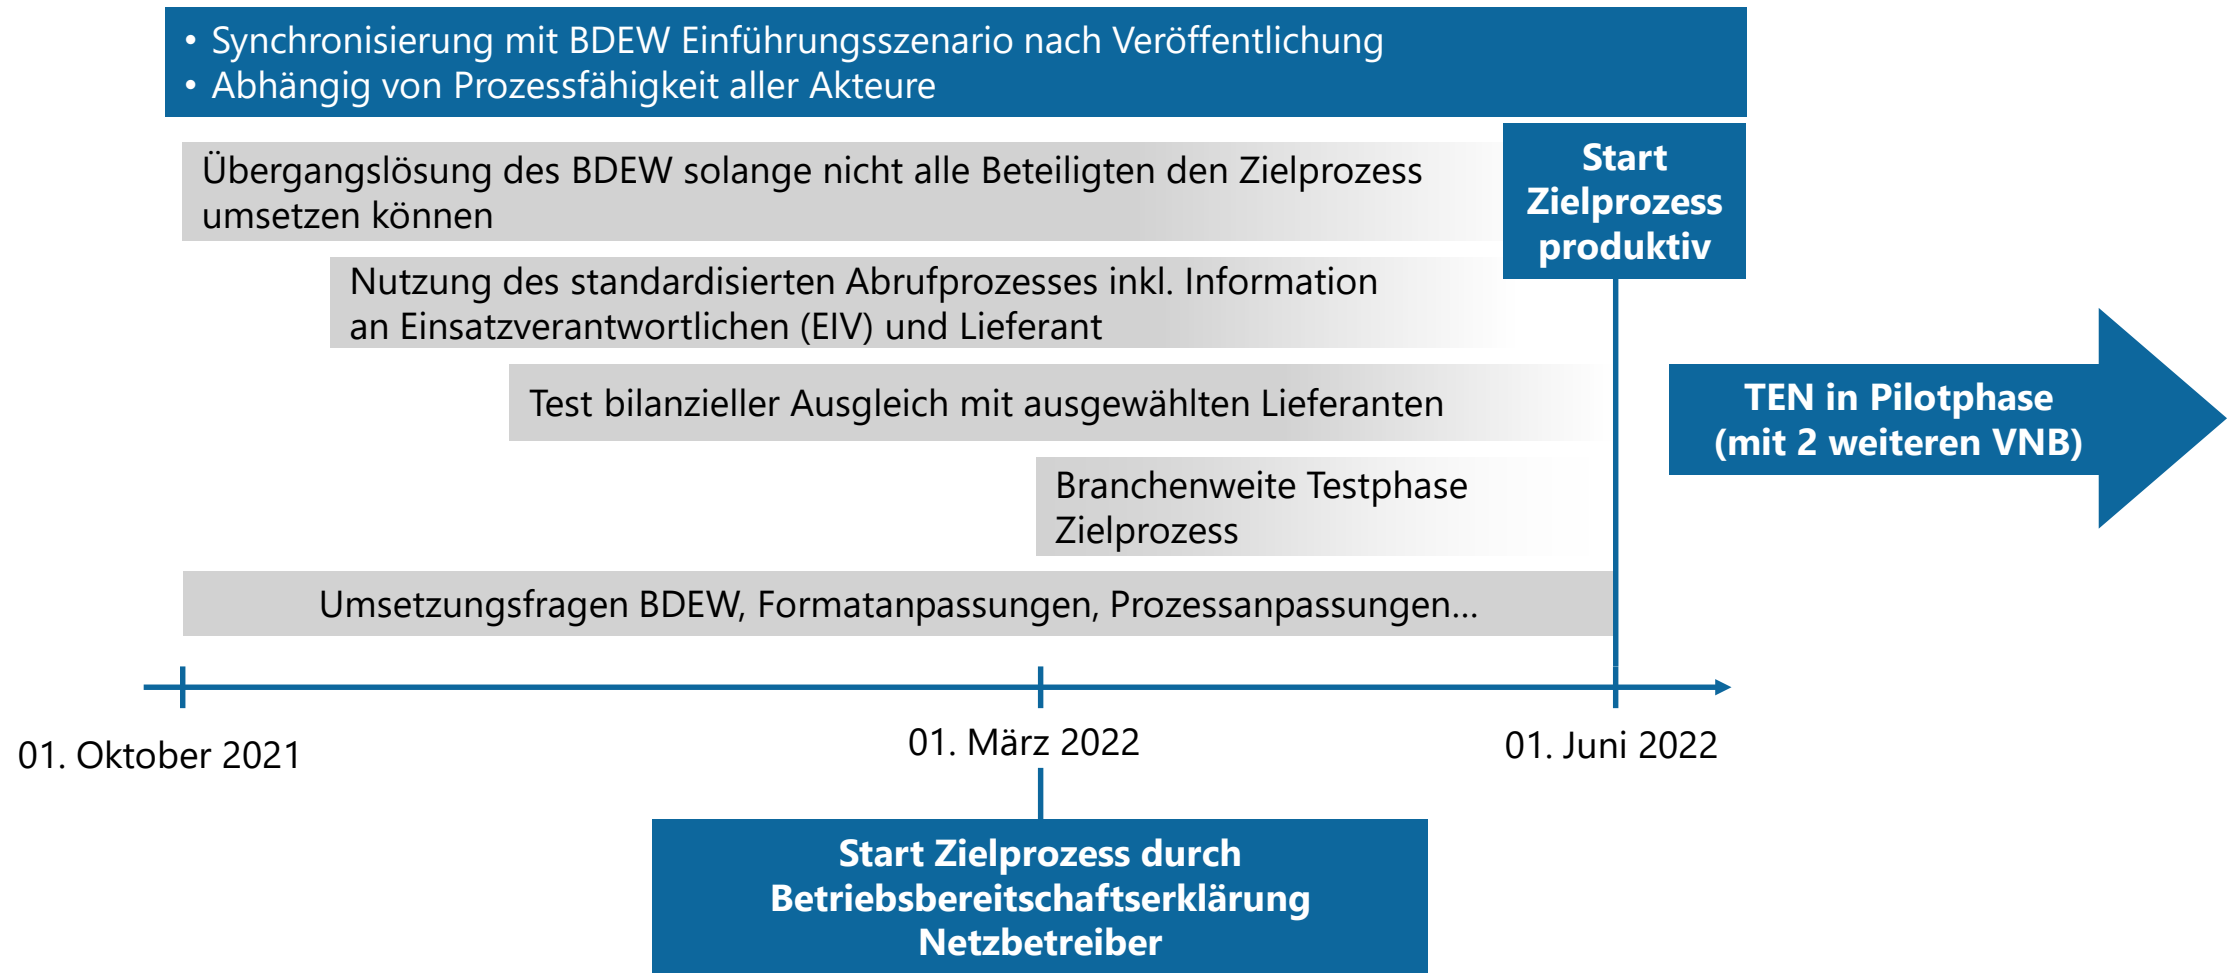 • Synchronisierung mit BDEW Einführungsszenario nach Veröffentlichung
• Abhängig von Prozessfähigkeit aller Akteure
Übergangslösung des BDEW solange nicht alle Beteiligten den Zielprozess
umsetzen können
Start
Zielprozess
produktiv
Nutzung des standardisierten Abrufprozesses inkl. Information
an Einsatzverantwortlichen (EIV) und Lieferant
Test bilanzieller Ausgleich mit ausgewählten Lieferanten
TEN in Pilotphase
(mit 2 weiteren VNB)
Branchenweite Testphase
Zielprozess
Umsetzungsfragen BDEW, Formatanpassungen, Prozessanpassungen...
01. Oktober 2021
01. März 2022
01. Juni 2022
Start Zielprozess durch
Betriebsbereitschaftserklärung
Netzbetreiber